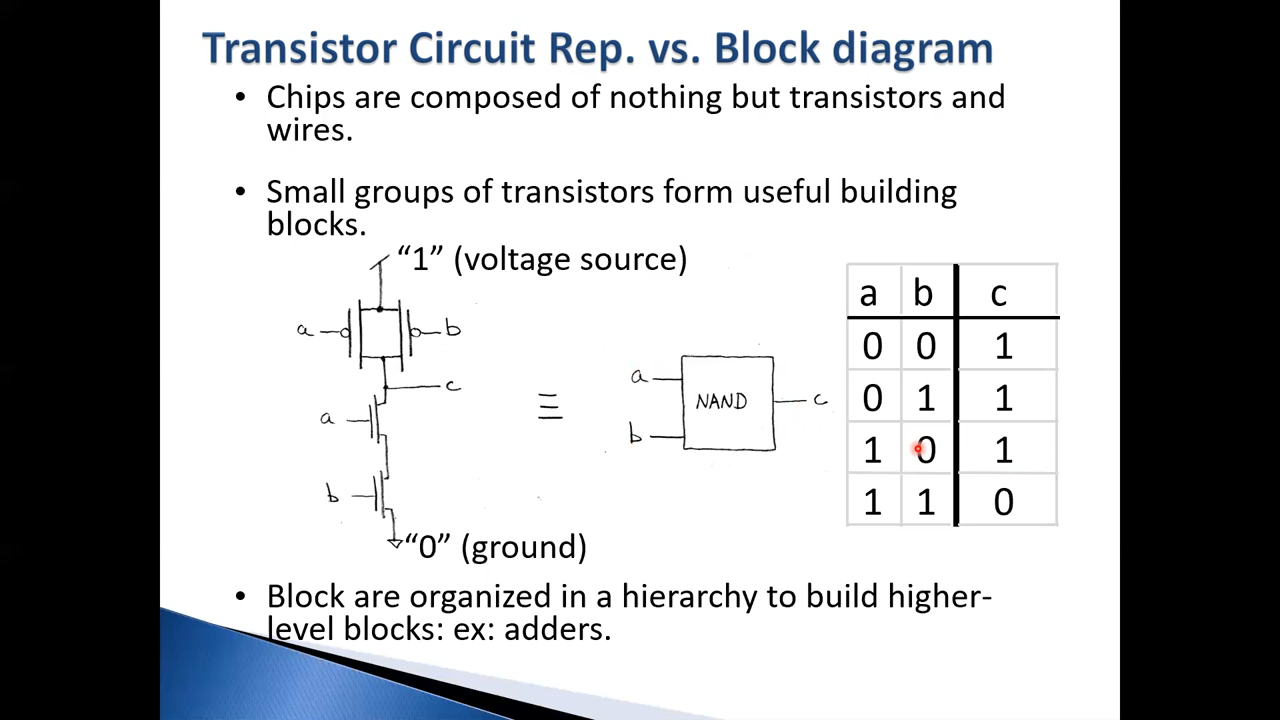 Transistor Circuit Rep. vs. Block diagram
• Chips are composed of nothing but transistors and
wires.
• Small groups of transistors form useful building
blocks.
“1” (voltage source)
a
b
c
a
b
“0” (ground)
≡
a
b
NAND
c
a b c
0 0 1
0 1 1
1 0 1
1 1 0
• Block are organized in a hierarchy to build higher-
level blocks: ex: adders.